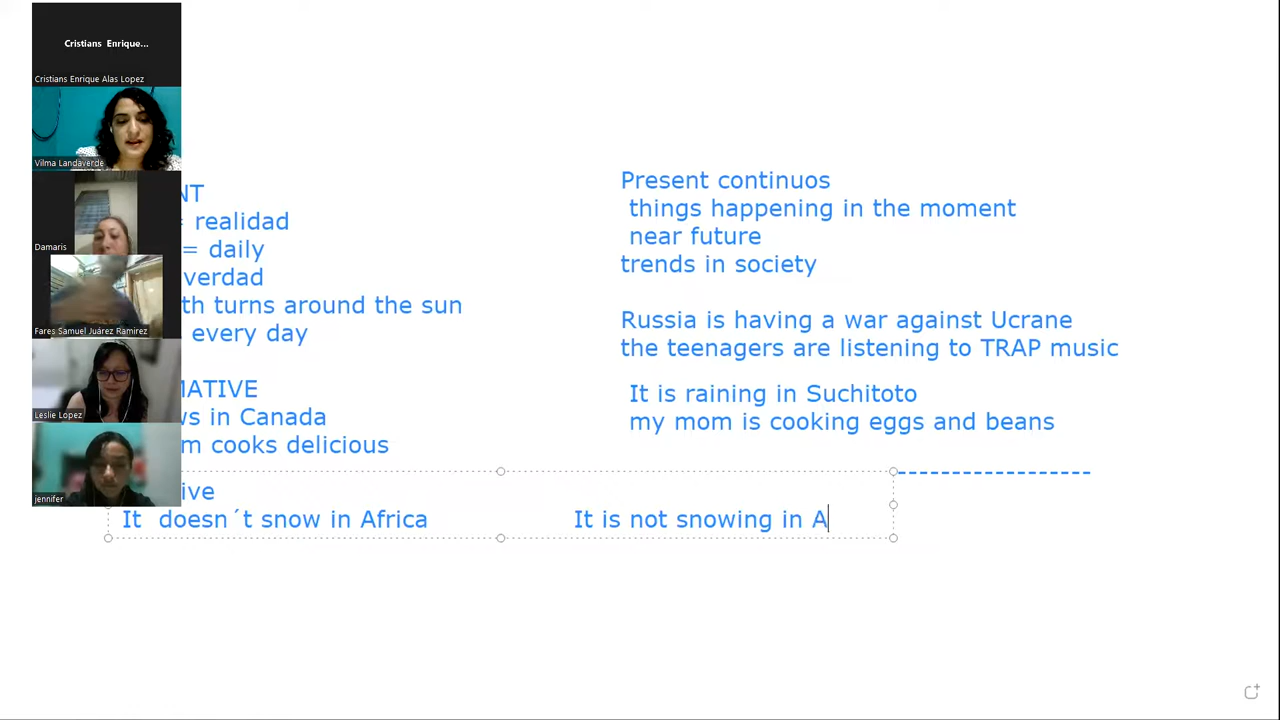 Cristians Enrique...
Cristians Enrique Alas Lopez
Vilma Landaverde
Damaris
Fares Samuel Juárez Ramírez
Leslie Lopez
jennifer
NT
= realidad
= daily
verdad
th turns around the sun
every day
MATIVE
ws in Canada
m cooks delicious
ive
It doesn´t snow in Africa
Present continuos
things happening in the moment
near future
trends in society
Russia is having a war against Ucrane
the teenagers are listening to TRAP music
It is raining in Suchitoto
my mom is cooking eggs and beans
It is not snowing in A